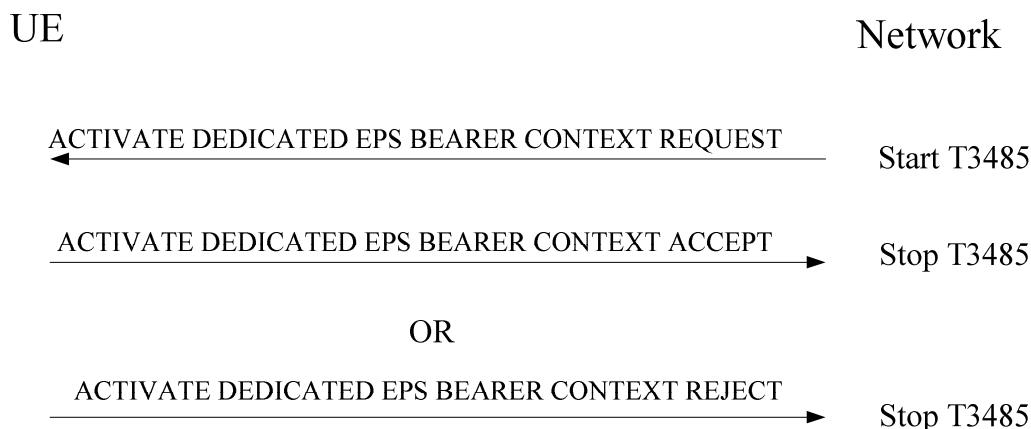 UE
Network
ACTIVATE DEDICATED EPS BEARER CONTEXT REQUEST
Start T3485
ACTIVATE DEDICATED EPS BEARER CONTEXT ACCEPT
Stop T3485
OR
ACTIVATE DEDICATED EPS BEARER CONTEXT REJECT
Stop T3485